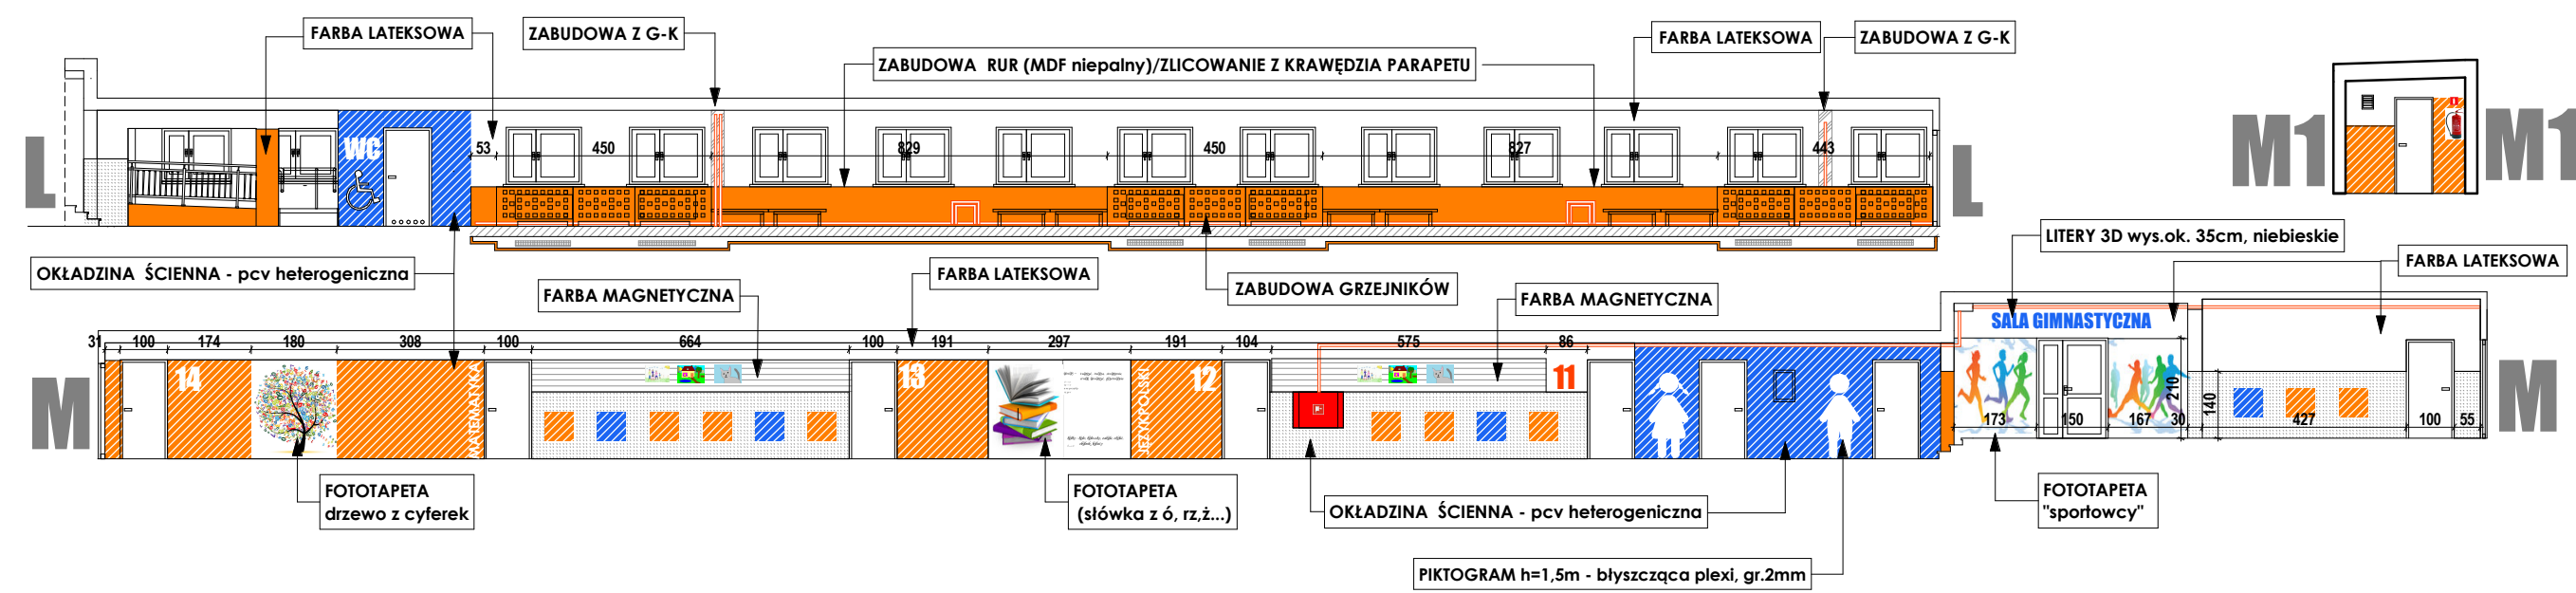 FARBA LATEKSOWA
ZABUDOWA Z G-K
FARBA LATEKSOWA
ZABUDOWA Z G-K
ZABUDOWA RUR (MDF niepalny)/ZLICOWANIE Z KRAWĘDZIA PARAPETU
L
WC
53 450 829 450 827 443
L
M1
M1
LITERY 3D wys.ok. 35cm, niebieskie
OKŁADZINA ŚCIENNA - pcv heterogeniczna
FARBA LATEKSOWA
FARBA LATEKSOWA
FARBA MAGNETYCZNA
ZABUDOWA GRZEJNIKÓW
FARBA MAGNETYCZNA
SALA GIMNASTYCZNA
31 100 174 180 308 100 664 100 191 297 191 104 575 86
M
14
MATEMATYKA
13
JĘZYK POLSKI
12
11
210
140
173 150 167 30 427 100 55
M
FOTOTAPETA
drzewo z cyferek
FOTOTAPETA
(słówka z ó, rz,ż...)
OKŁADZINA ŚCIENNA - pcv heterogeniczna
FOTOTAPETA
"sportowcy"
PIKTOGRAM h=1,5m - błyszcząca plexi, gr.2mm